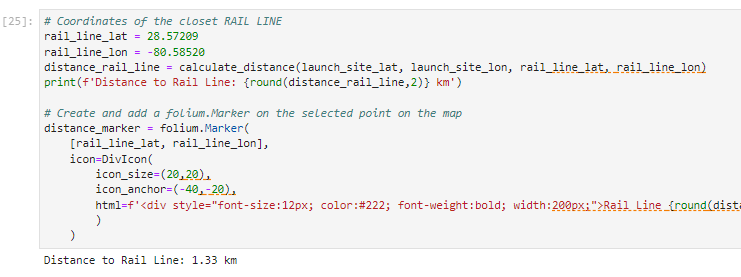 [25]: # Coordinates of the closet RAIL LINE
rail_line_lat = 28.57209
rail_line_lon = -80.58520
distance_rail_line = calculate_distance(launch_site_lat, launch_site_lon, rail_line_lat, rail_line_lon)
print(f'Distance to Rail Line: {round(distance_rail_line,2)} km')
# Create and add a folium.Marker on the selected point on the map
distance_marker = folium.Marker(
[rail_line_lat, rail_line_lon],
icon=DivIcon(
icon_size=(20,20),
icon_anchor=(-40,-20),
html=f'<div style="font-size:12px; color:#222; font-weight:bold; width:200px;">Rail Line {round(dista
)
)
Distance to Rail Line: 1.33 km